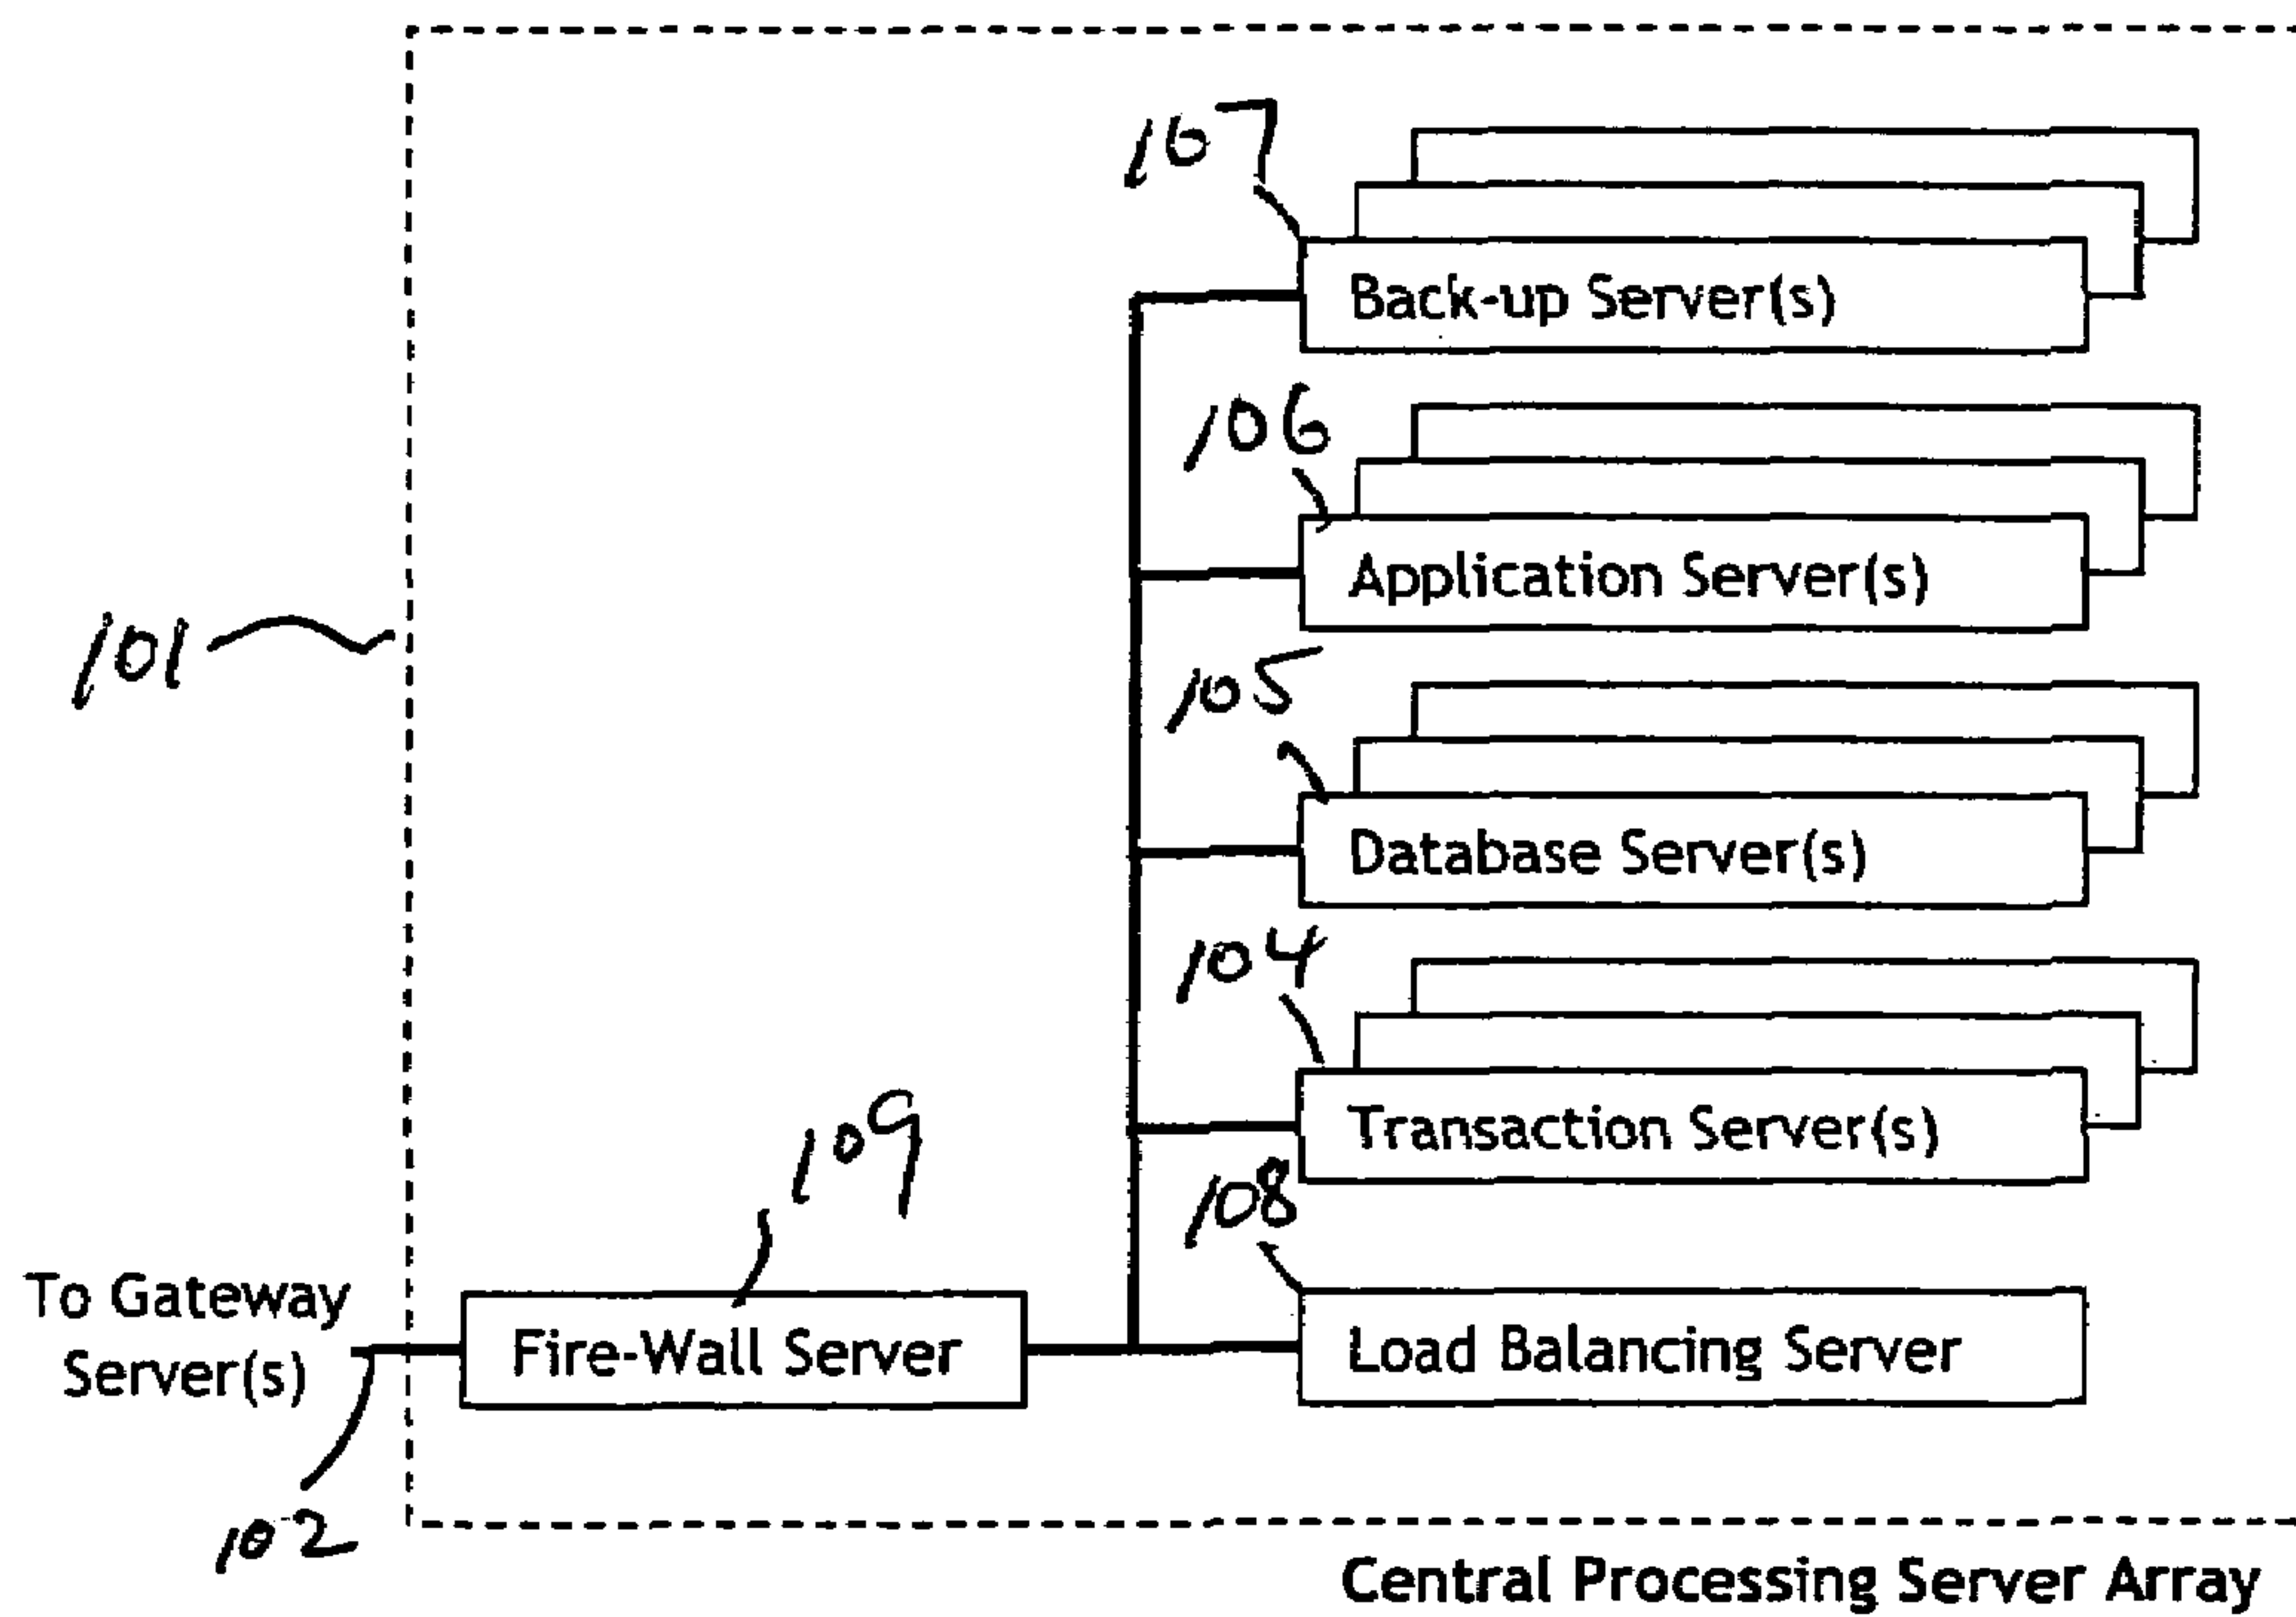 107
Back-up Server(s)
106
Application Server(s)
101
105
Database Server(s)
104
Transaction Server(s)
109
108
To Gateway
Server(s)
Fire-Wall Server
Load Balancing Server
102
Central Processing Server Array